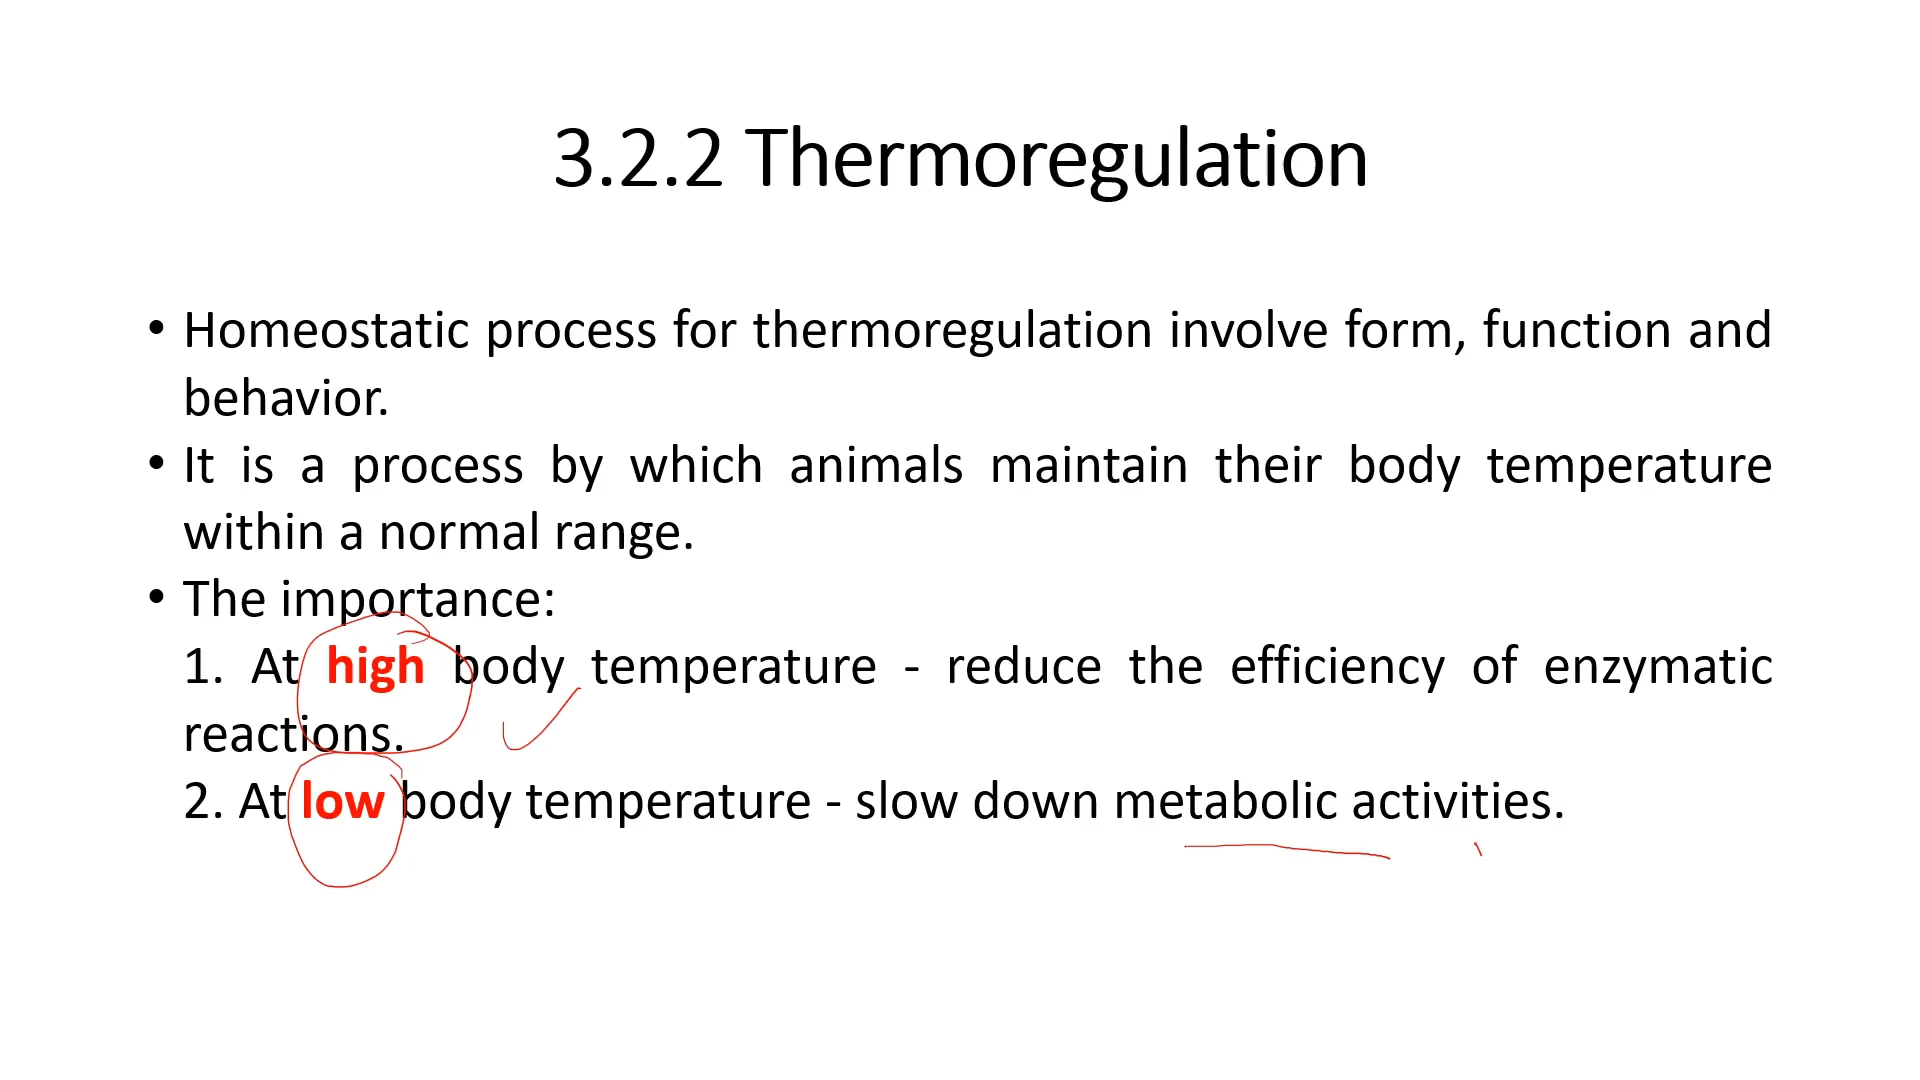 3.2.2 Thermoregulation
• Homeostatic process for thermoregulation involve form, function and
behavior.
• It is a process by which animals maintain their body temperature
within a normal range.
• The importance:
1. At high body temperature - reduce the efficiency of enzymatic
reactions.
2. At low body temperature - slow down metabolic activities.